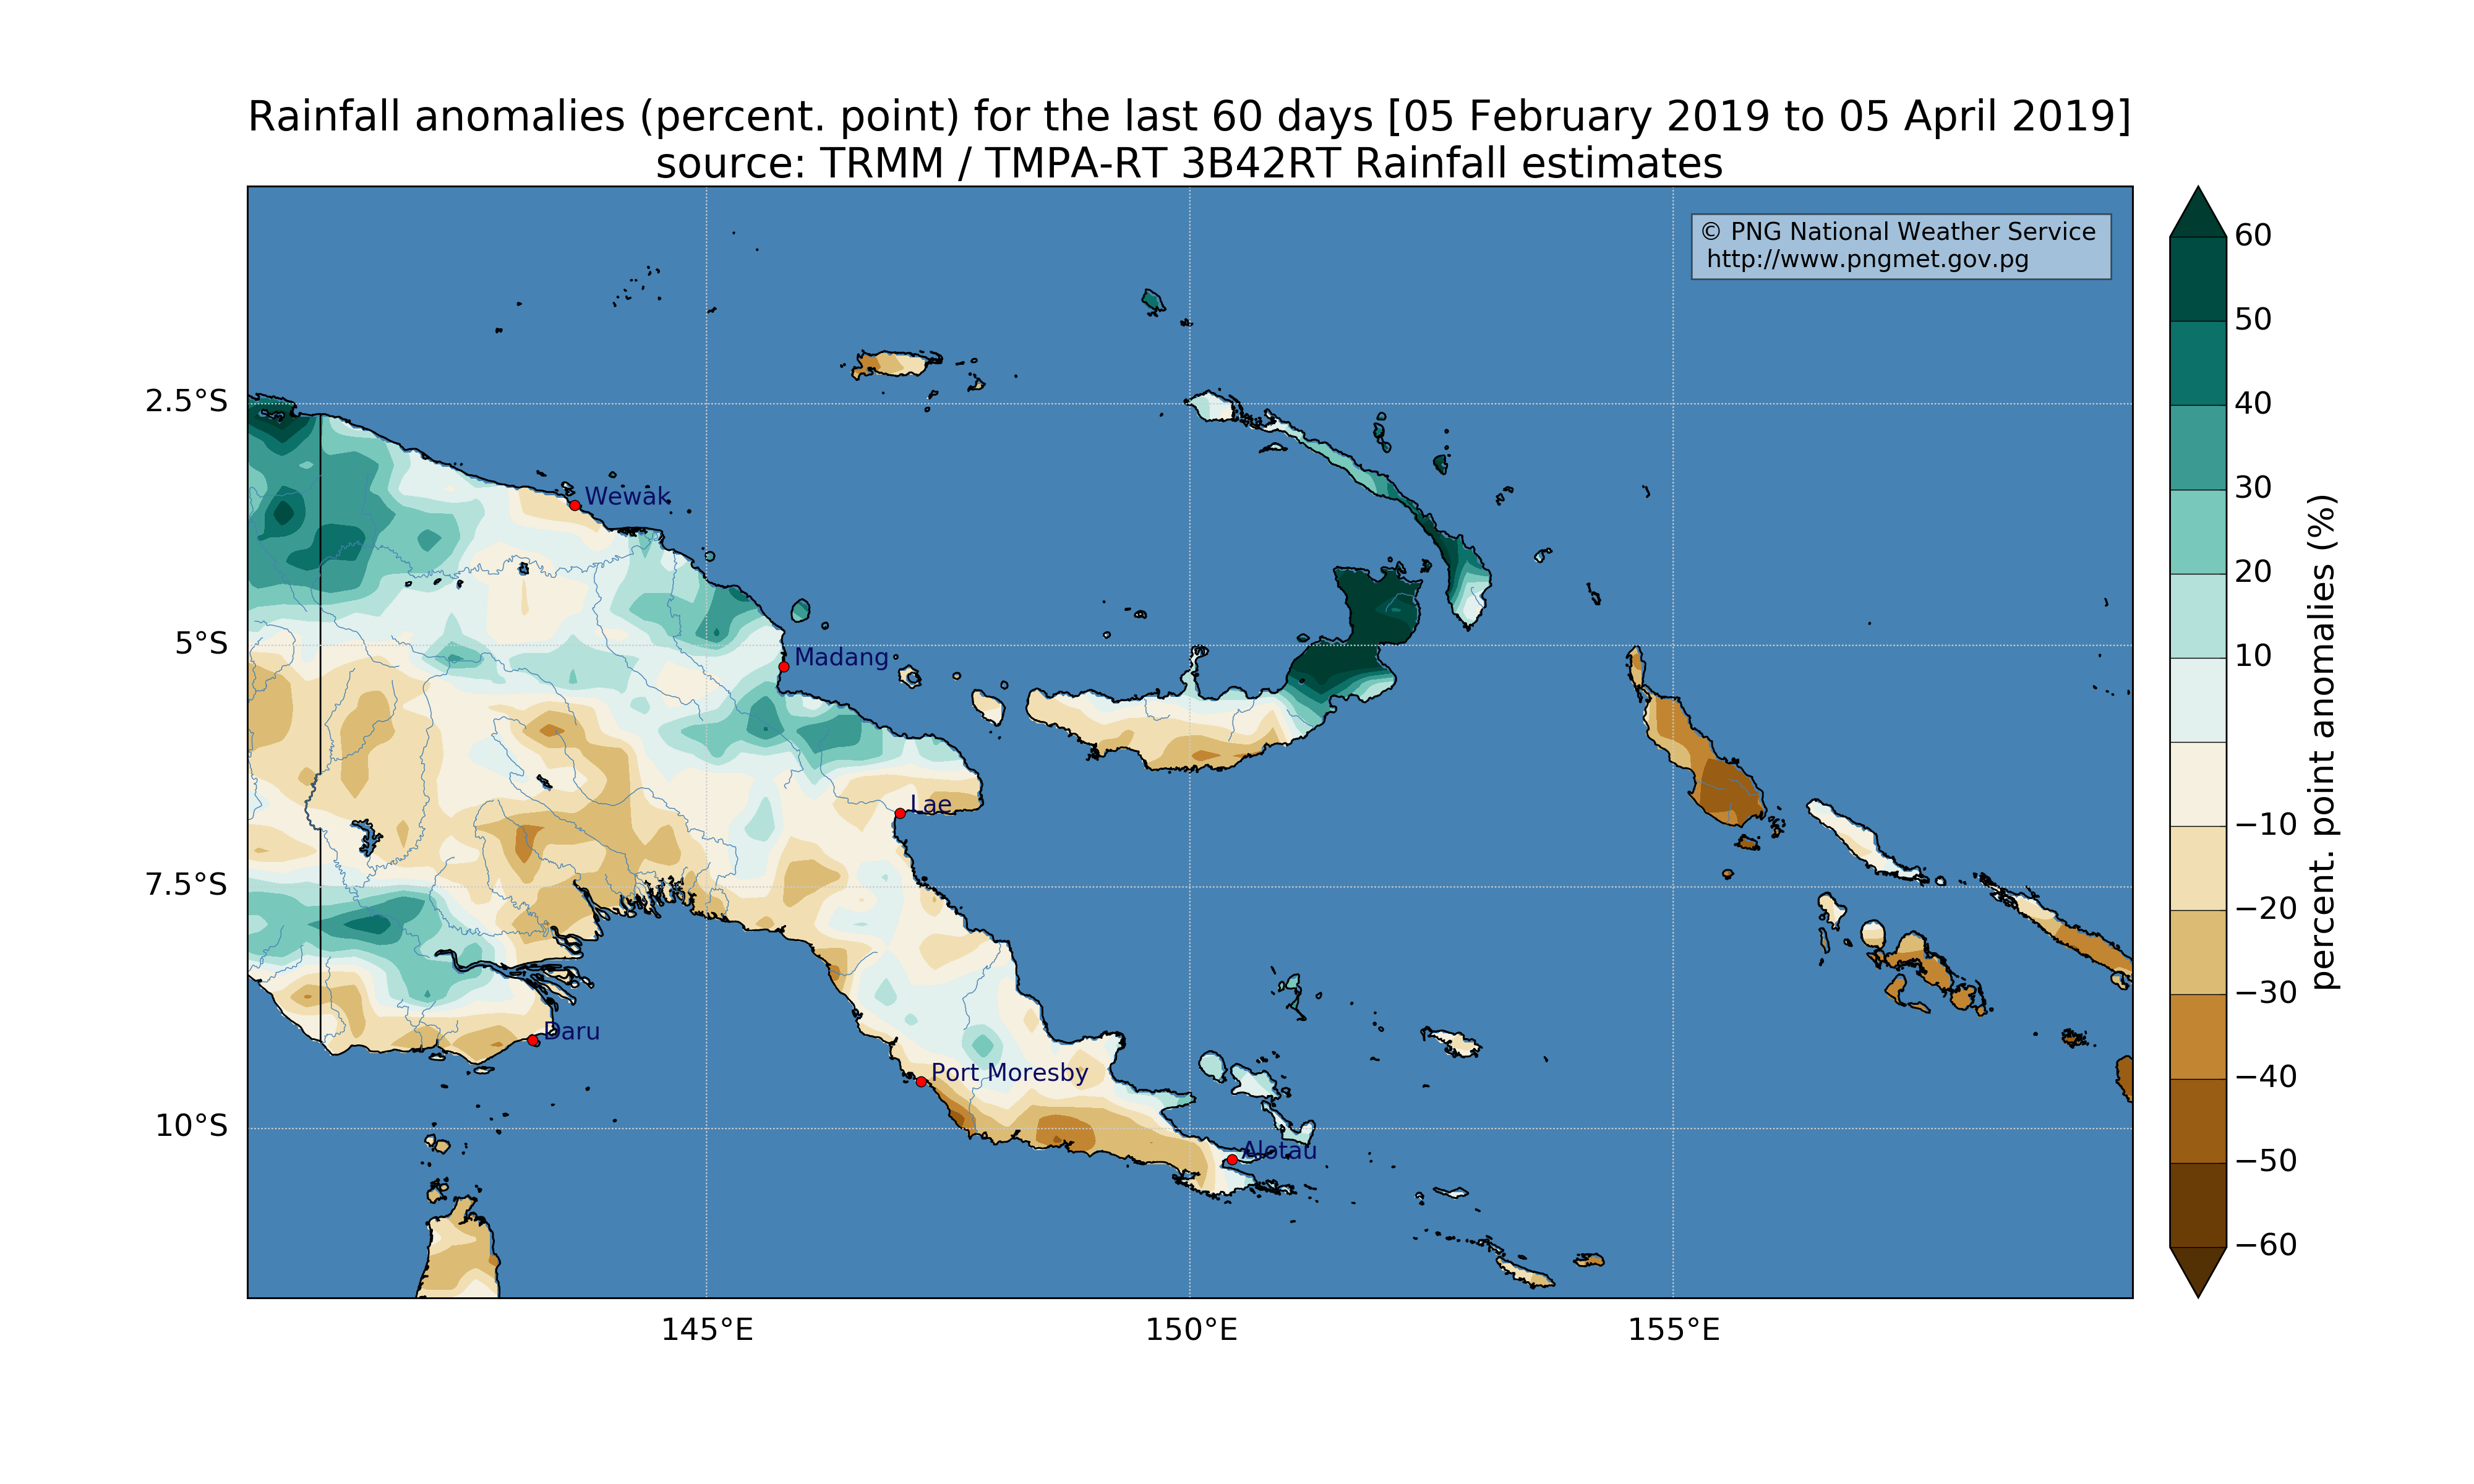 Rainfall anomalies (percent. point) for the last 60 days [05 February 2019 to 05 April 2019]
source: TRMM / TMPA-RT 3B42RT Rainfall estimates
© PNG National Weather Service
http://www.pngmet.gov.pg
60
50
40
30
20
10
−10
−20
−30
−40
−50
−60
percent. point anomalies (%)
2.5°S
5°S
7.5°S
10°S
Wewak
Madang
Lae
Daru
Port Moresby
Alotau
145°E
150°E
155°E